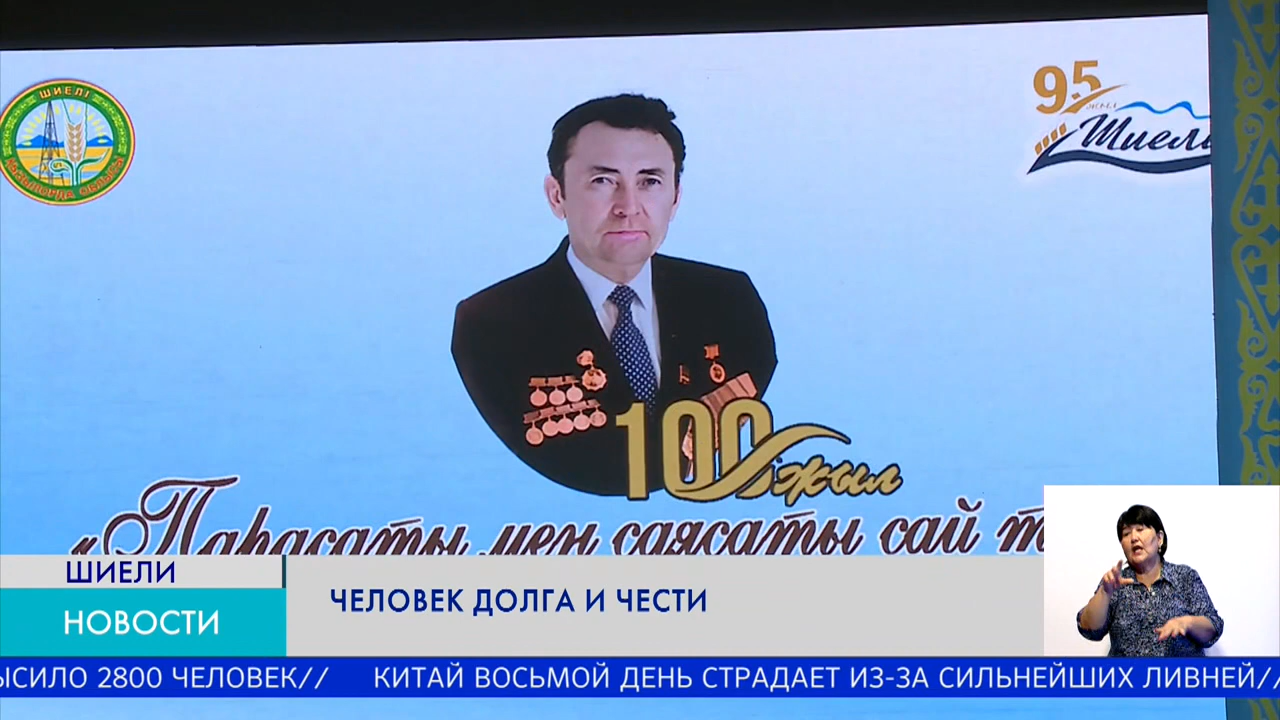 ШИЕЛІ
ҚЫЗЫЛОРДА ОБЛЫСЫ
95
жыл
Шиелі
100 жыл
«Парасаты мен саясаты сай
ШИЕЛИ
НОВОСТИ
ЧЕЛОВЕК ДОЛГА И ЧЕСТИ
ЫСИЛО 2800 ЧЕЛОВЕК// КИТАЙ ВОСЬМОЙ ДЕНЬ СТРАДАЕТ ИЗ-ЗА СИЛЬНЕЙШИХ ЛИВНЕЙ//